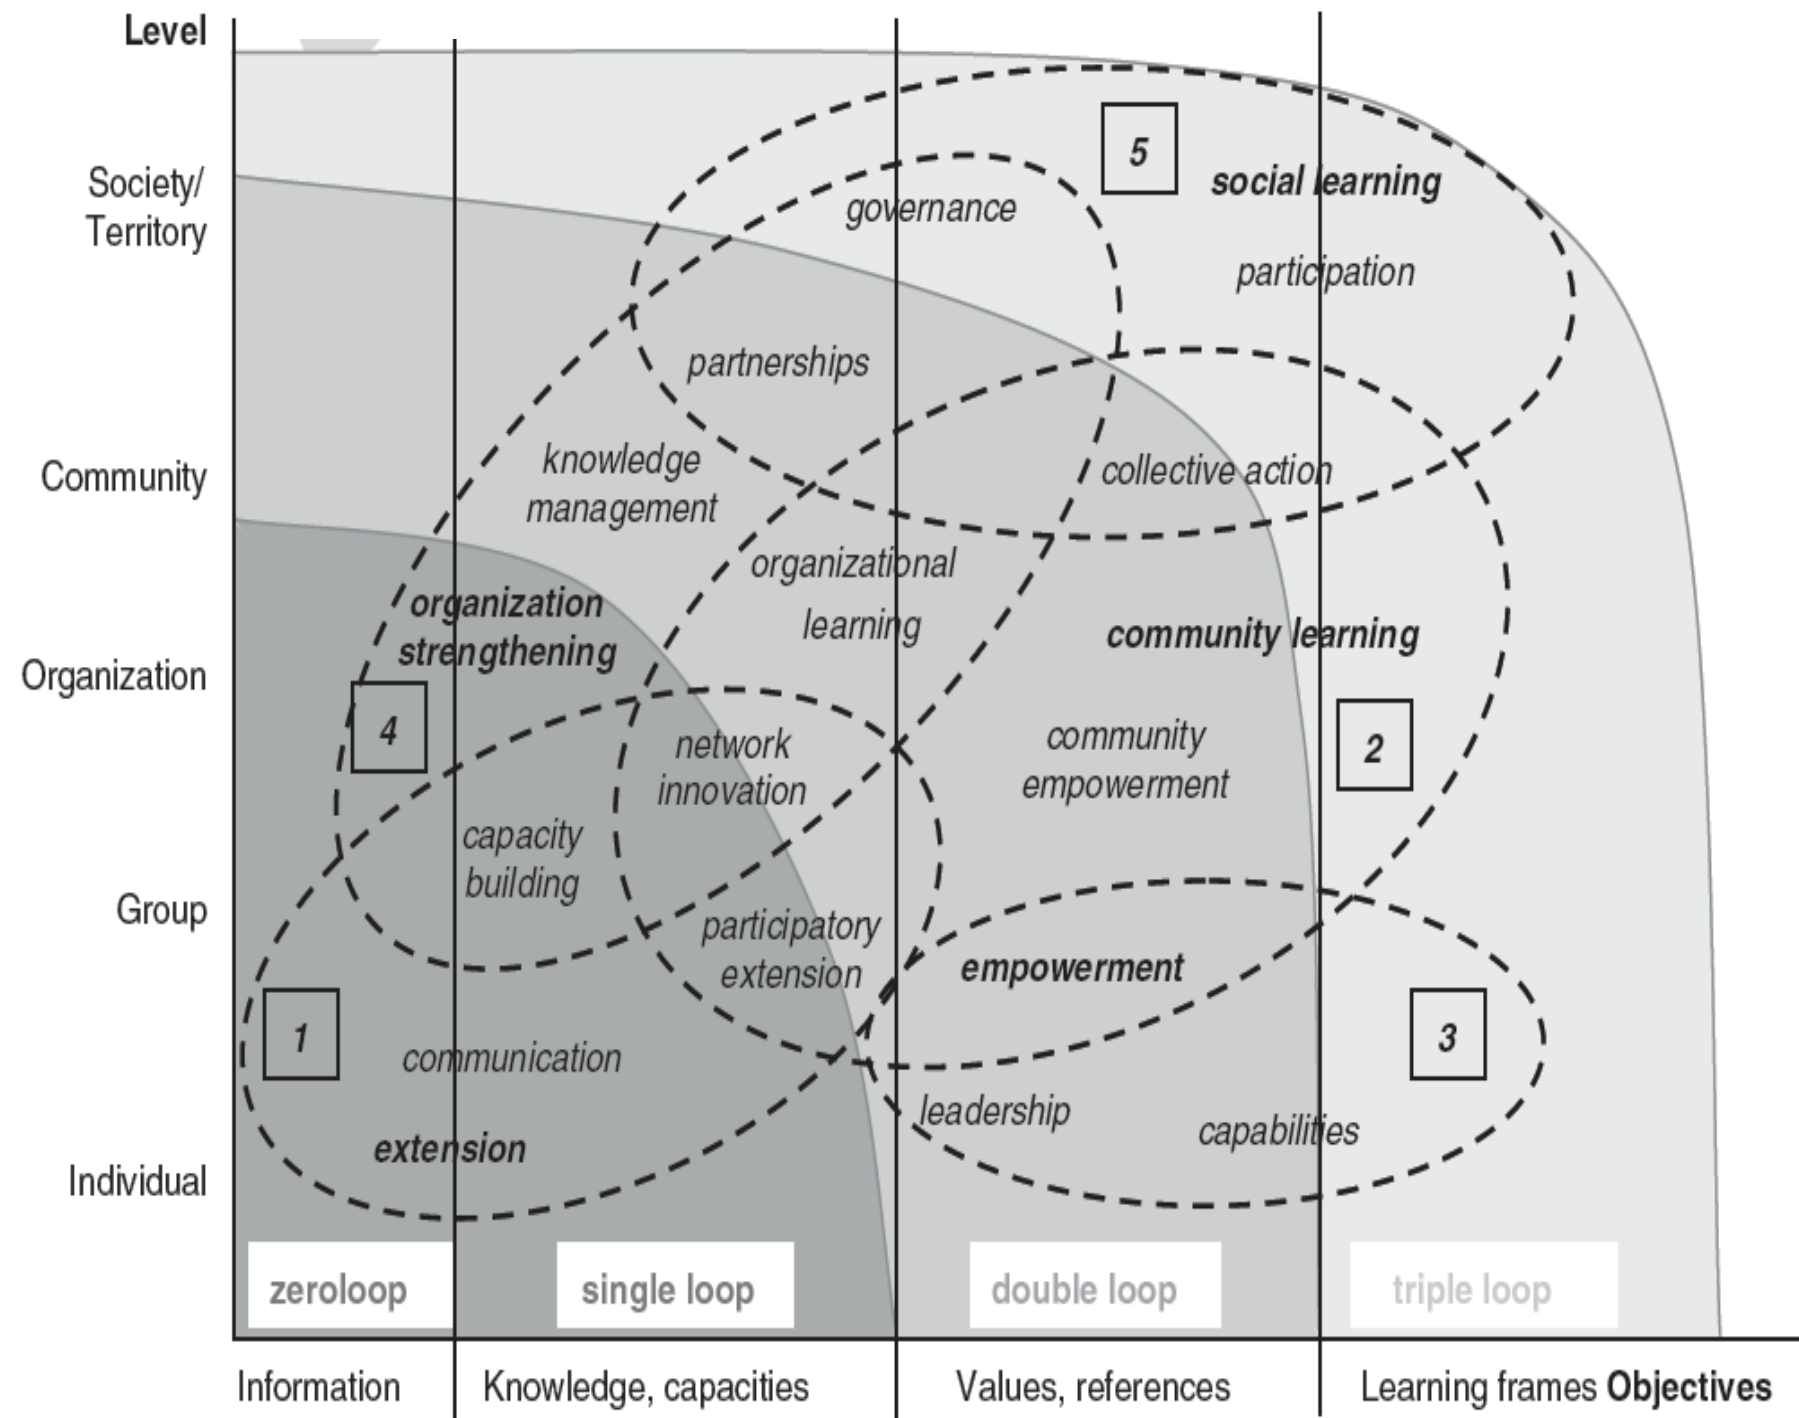 Level
5
Society/
Territory
social learning
governance
participation
partnerships
Community
knowledge
management
collective action
organizational
learning
organization
strengthening
community learning
Organization
4
network
innovation
community
empowerment
2
capacity
building
Group
participatory
extension
empowerment
1
communication
3
leadership
capabilities
extension
Individual
zeroloop
single loop
double loop
triple loop
Information
Knowledge, capacities
Values, references
Learning frames Objectives